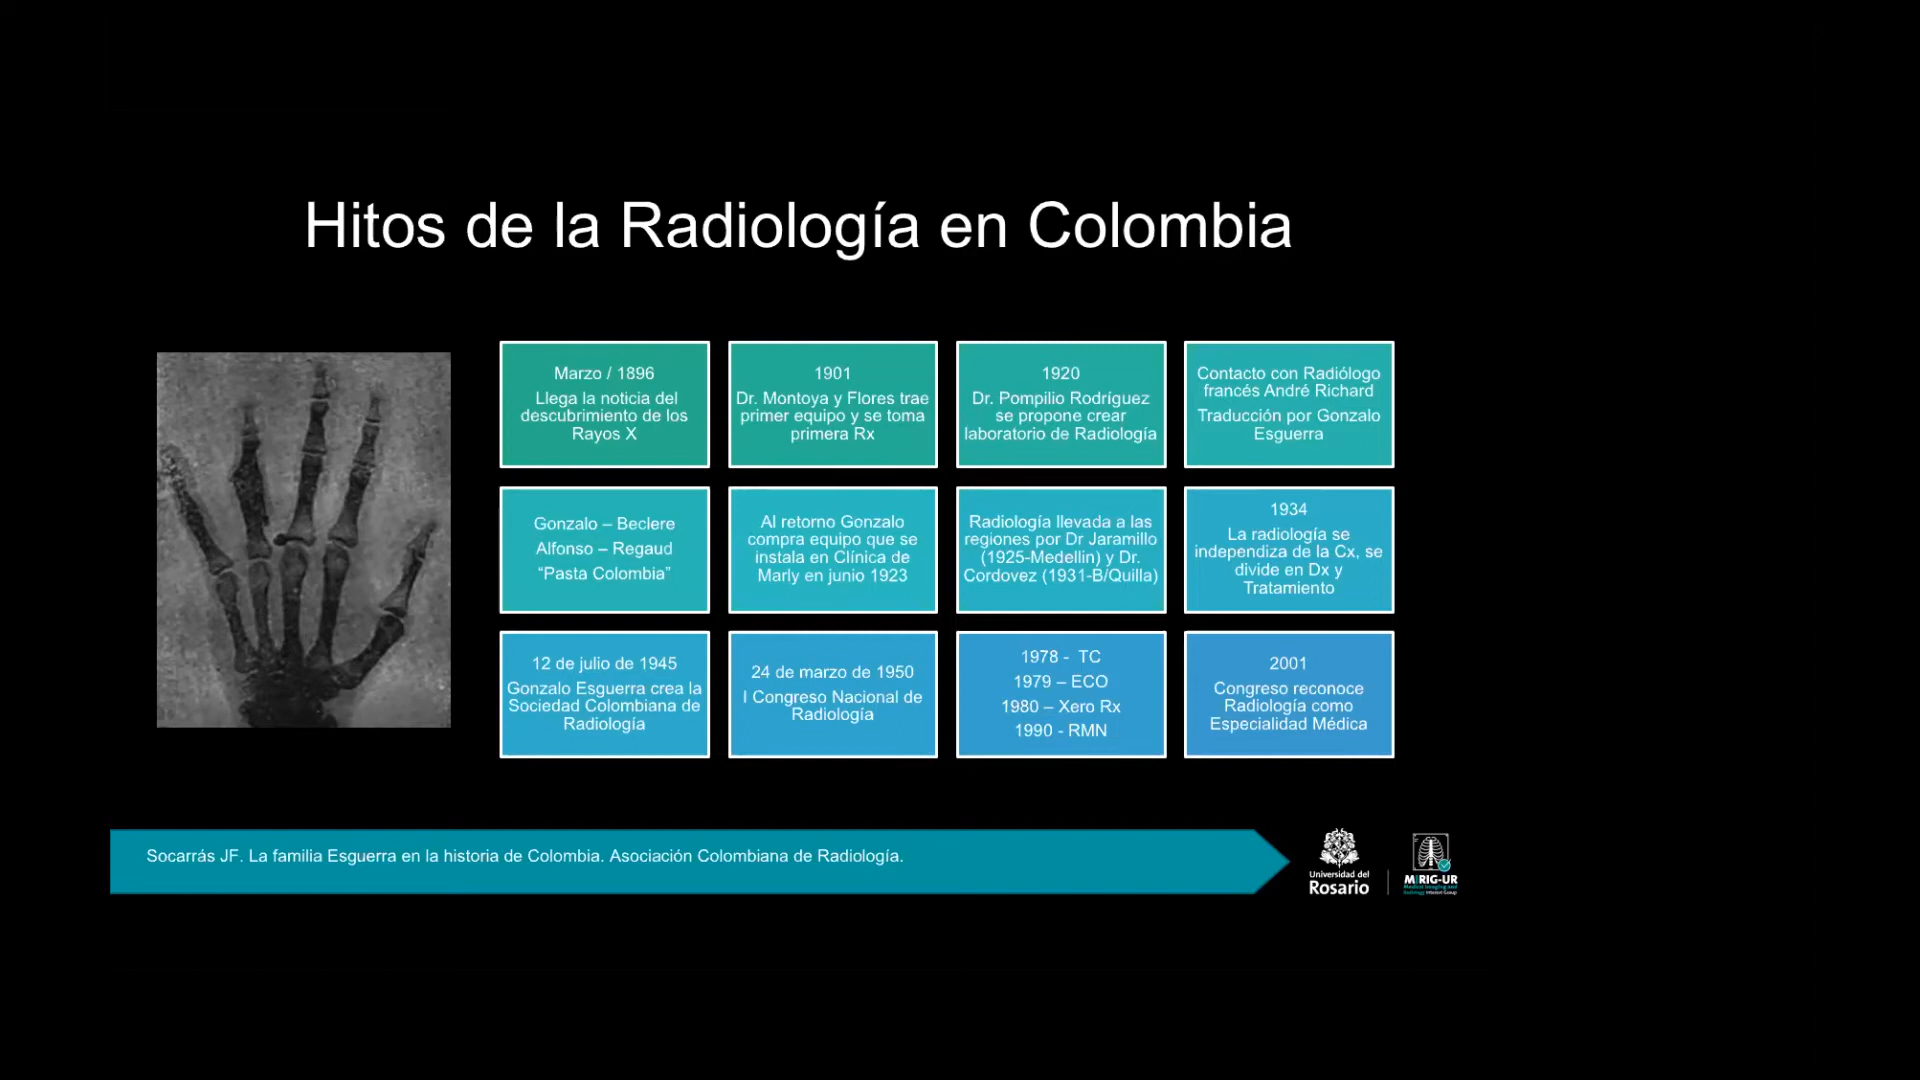 Hitos de la Radiología en Colombia
Marzo / 1896
Llega la noticia del
descubrimiento de los
Rayos X
1901
Dr. Montoya y Flores trae
primer equipo y se toma
primera Rx
1920
Dr. Pompilio Rodríguez
se propone crear
laboratorio de Radiología
Contacto con Radiólogo
francés André Richard
Traducción por Gonzalo
Esguerra
Gonzalo – Beclere
Alfonso – Regaud
“Pasta Colombia”
Al retorno Gonzalo
compra equipo que se
instala en Clínica de
Marly en junio 1923
Radiología llevada a las
regiones por Dr Jaramillo
(1925-Medellin) y Dr.
Cordovez (1931-B/Quilla)
1934
La radiología se
independiza de la Cx, se
divide en Dx y
Tratamiento
12 de julio de 1945
Gonzalo Esguerra crea la
Sociedad Colombiana de
Radiología
24 de marzo de 1950
I Congreso Nacional de
Radiología
1978 - TC
1979 – ECO
1980 – Xero Rx
1990 - RMN
2001
Congreso reconoce
Radiología como
Especialidad Médica
Socarrás JF. La familia Esguerra en la historia de Colombia. Asociación Colombiana de Radiología.
Universidad del
Rosario
MIRIG-UR
Medical Imaging and
Radiology Interest Group